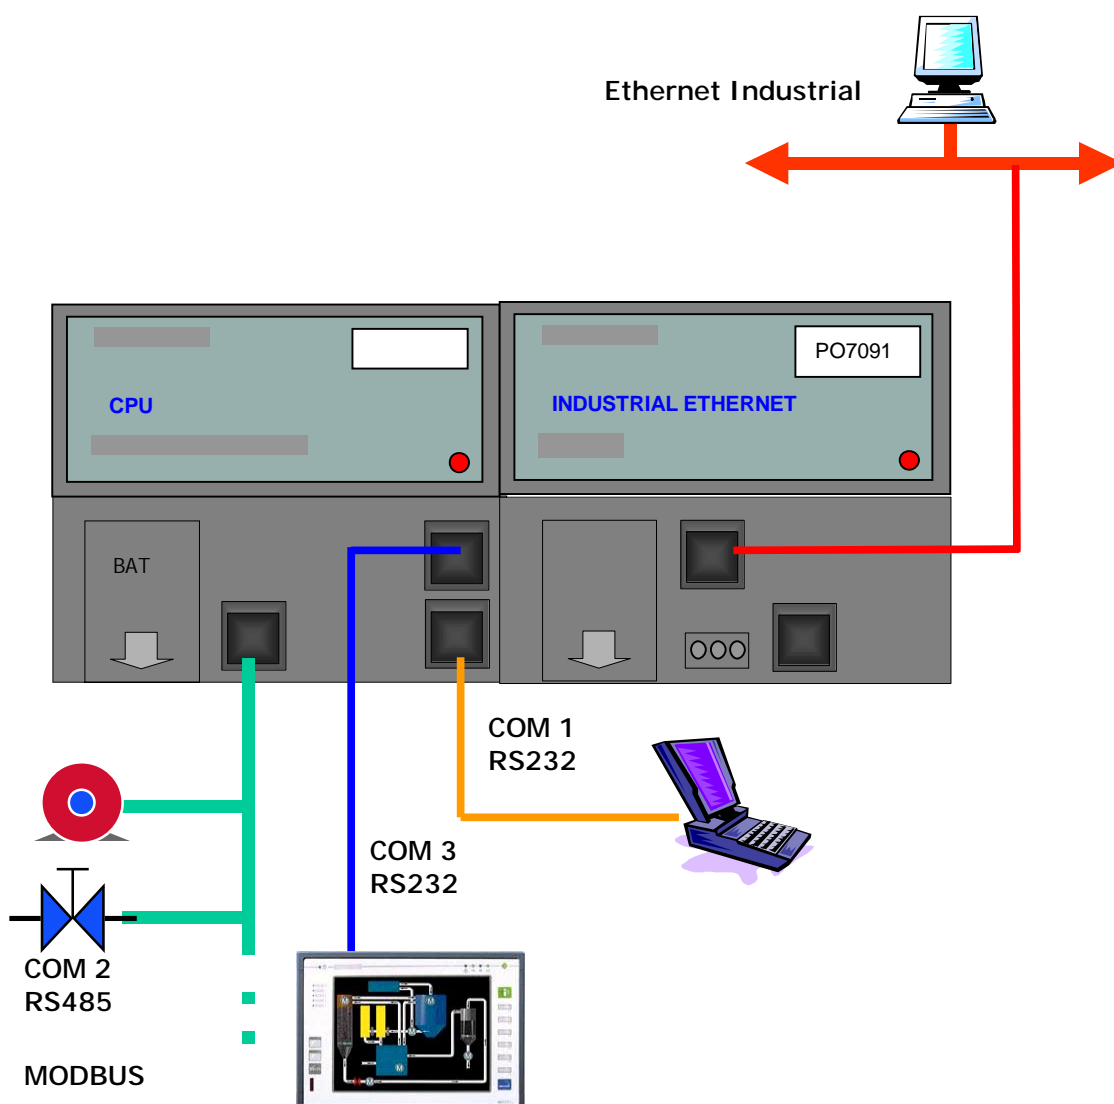 Ethernet Industrial
PO7091
CPU
INDUSTRIAL ETHERNET
BAT
COM 1
RS232
COM 3
RS232
COM 2
RS485
MODBUS